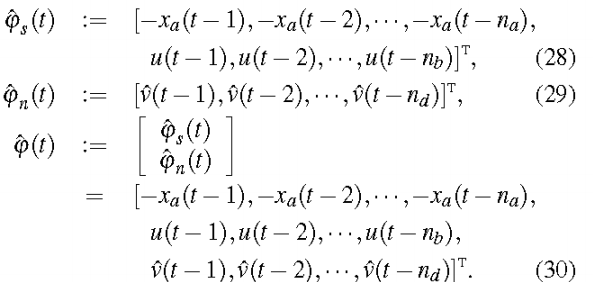 φ̂_s(t) := [−x_a(t−1), −x_a(t−2), ⋯, −x_a(t−n_a),
u(t−1), u(t−2), ⋯, u(t−n_b)]^T, (28)
φ̂_n(t) := [v̂(t−1), v̂(t−2), ⋯, v̂(t−n_d)]^T, (29)
φ̂(t) := [ φ̂_s(t)
φ̂_n(t) ]
= [−x_a(t−1), −x_a(t−2), ⋯, −x_a(t−n_a),
u(t−1), u(t−2), ⋯, u(t−n_b),
v̂(t−1), v̂(t−2), ⋯, v̂(t−n_d)]^T. (30)